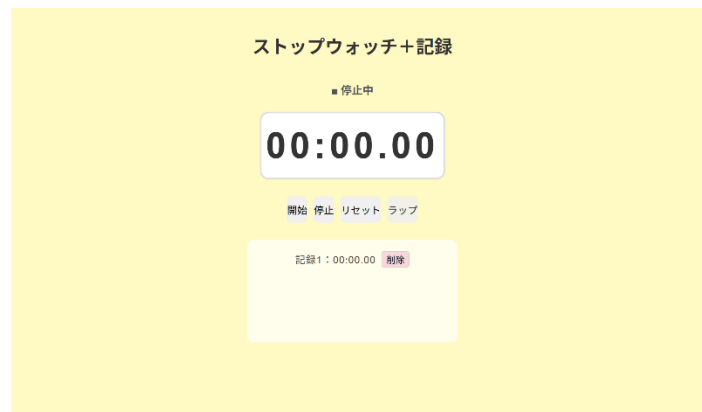 ストップウォッチ＋記録
■ 停止中
00:00.00
開始 停止 リセット ラップ
記録1：00:00.00 削除